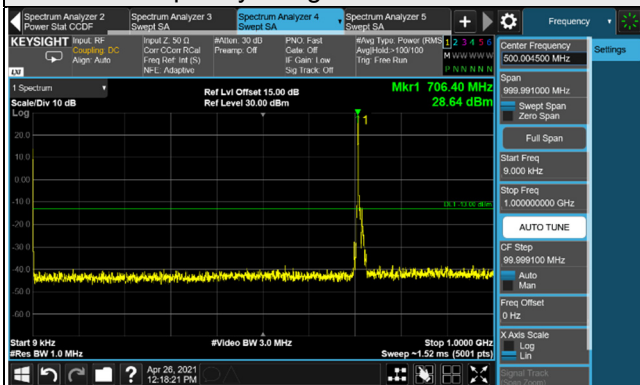 Spectrum Analyzer 2
Power Stat CCDF
Spectrum Analyzer 3
Swept SA
Spectrum Analyzer 4
Swept SA
Spectrum Analyzer 5
Swept SA
+
Frequency
KEYSIGHT
Input: RF
Coupling: DC
Align: Auto
Input Z: 50 Ω
Corr CCorr RCal
Freq Ref: Int (S)
NFE: Adaptive
#Atten: 30 dB
Preamp: Off
PNO: Fast
Gate: Off
IF Gain: Low
Sig Track: Off
#Avg Type: Power (RMS
Avg|Hold:>100/100
Trig: Free Run
1 2 3 4 5 6
M W W W W W
P N N N N N
LXI
1 Spectrum
Scale/Div 10 dB
Log
Ref Lvl Offset 15.00 dB
Ref Level 30.00 dBm
Mkr1 706.40 MHz
28.64 dBm
1
20.0
10.0
0.00
-10.0
-20.0
-30.0
-40.0
-50.0
-60.0
DL1 -13.00 dBm
Start 9 kHz
#Res BW 1.0 MHz
#Video BW 3.0 MHz
Stop 1.0000 GHz
Sweep ~1.52 ms (5001 pts)
Center Frequency
500.004500 MHz
Settings
Span
999.991000 MHz
Swept Span
Zero Span
Full Span
Start Freq
9.000 kHz
Stop Freq
1.000000000 GHz
AUTO TUNE
CF Step
99.999100 MHz
Auto
Man
Freq Offset
0 Hz
X Axis Scale
Log
Lin
Signal Track
(Span Zoom)
?
Apr 26, 2021
12:18:21 PM